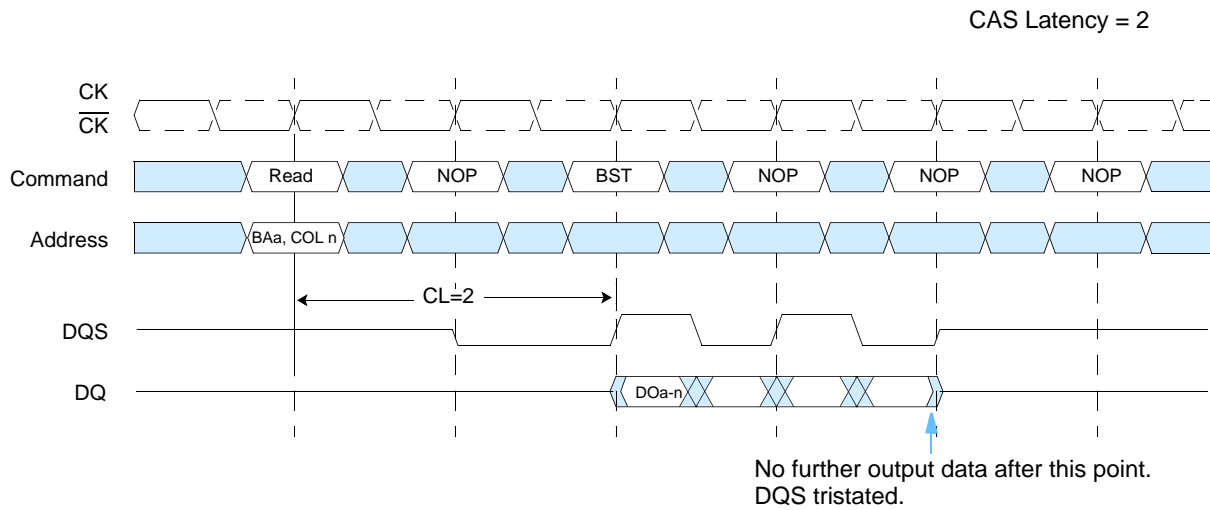 CAS Latency = 2
CK
CK
Command Read NOP BST NOP NOP NOP
Address BAa, COL n
CL=2
DQS
DQ DOa-n
No further output data after this point.
DQS tristated.